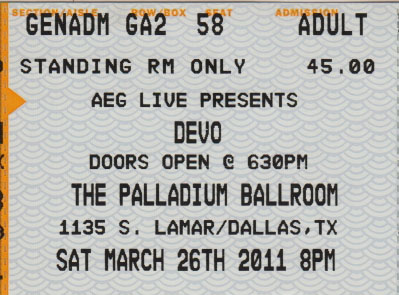 SECTION/AISLE ROW/BOX SEAT ADMISSION
GENADM GA2 58 ADULT
STANDING RM ONLY 45.00
AEG LIVE PRESENTS
DEVO
DOORS OPEN @ 630PM
THE PALLADIUM BALLROOM
1135 S. LAMAR/DALLAS,TX
SAT MARCH 26TH 2011 8PM